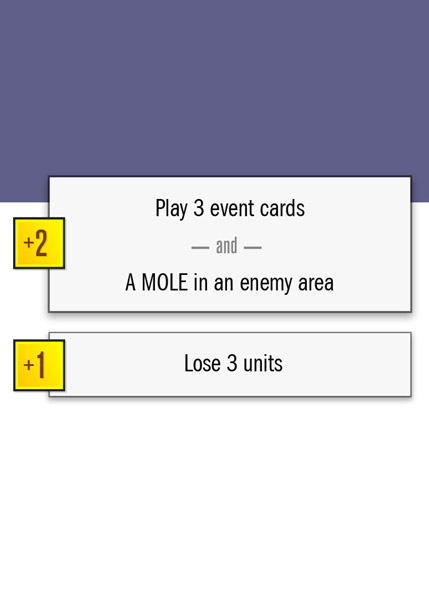 Play 3 event cards
+2
— and —
A MOLE in an enemy area
+1
Lose 3 units